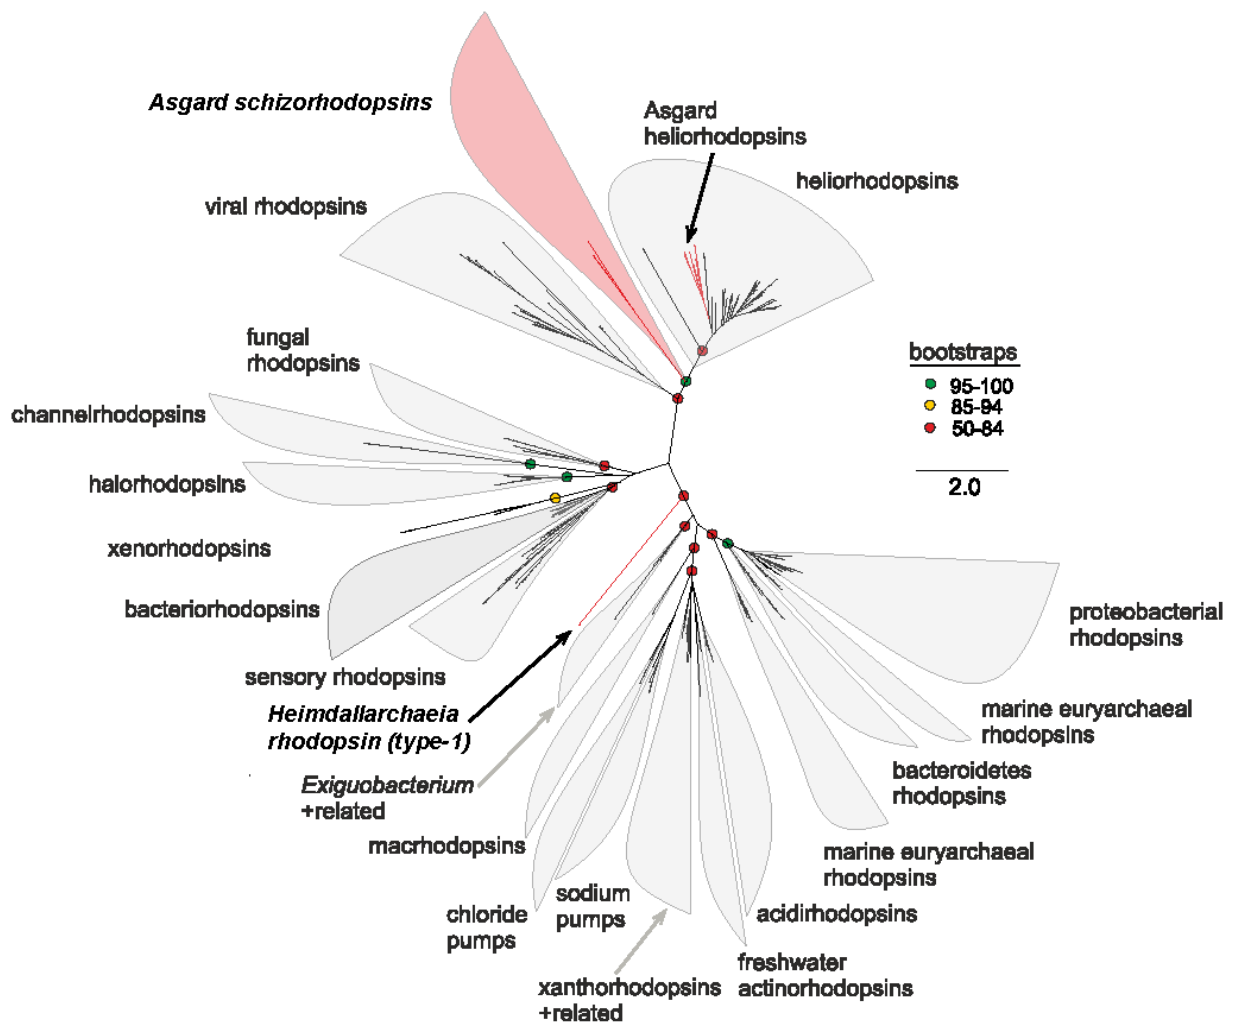 Asgard schizorhodopsins
Asgard
heliorhodopsins
heliorhodopsins
viral rhodopsins
fungal
rhodopsins
channelrhodopsins
halorhodopsins
xenorhodopsins
bacteriorhodopsins
sensory rhodopsins
Heimdallarchaeia
rhodopsin (type-1)
Exiguobacterium
+related
macrhodopsins
chloride
pumps
sodium
pumps
xanthorhodopsins
+related
freshwater
actinorhodopsins
acidirhodopsins
marine euryarchaeal
rhodopsins
bacteroidetes
rhodopsins
marine euryarchaeal
rhodopsins
proteobacterial
rhodopsins
bootstraps
95-100
85-94
50-84
2.0